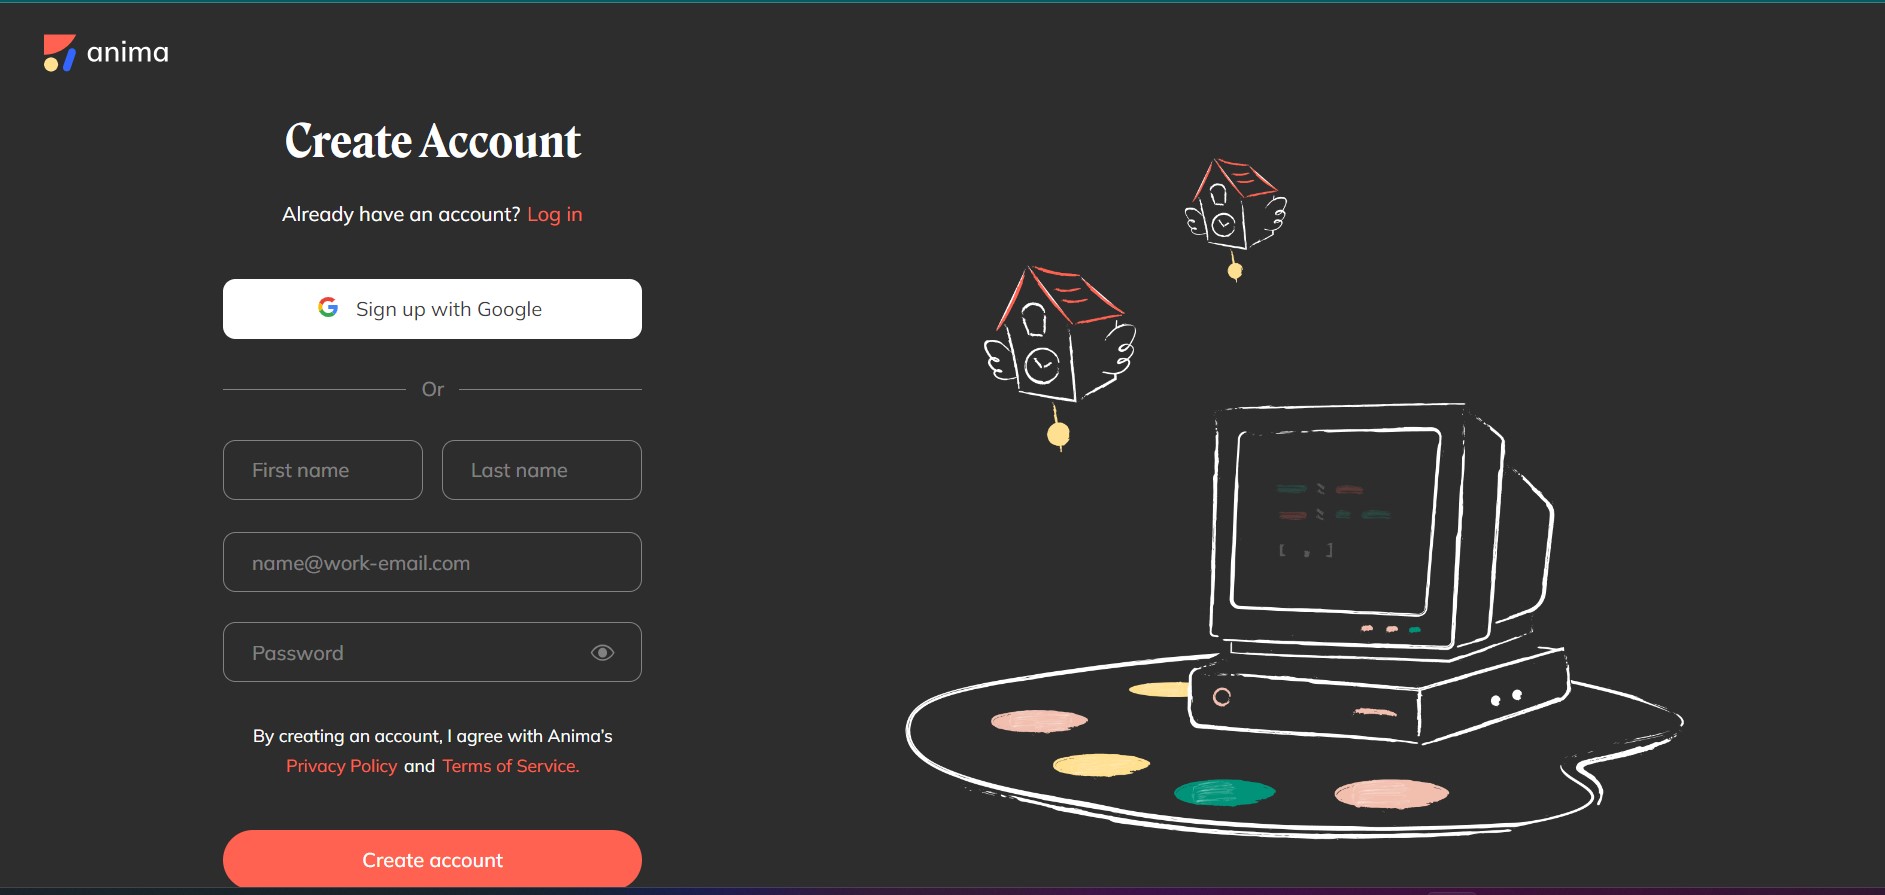 anima
Create Account
Already have an account? Log in
Sign up with Google
Or
First name
Last name
name@work-email.com
Password
By creating an account, I agree with Anima's
Privacy Policy and Terms of Service.
Create account
[ , ]